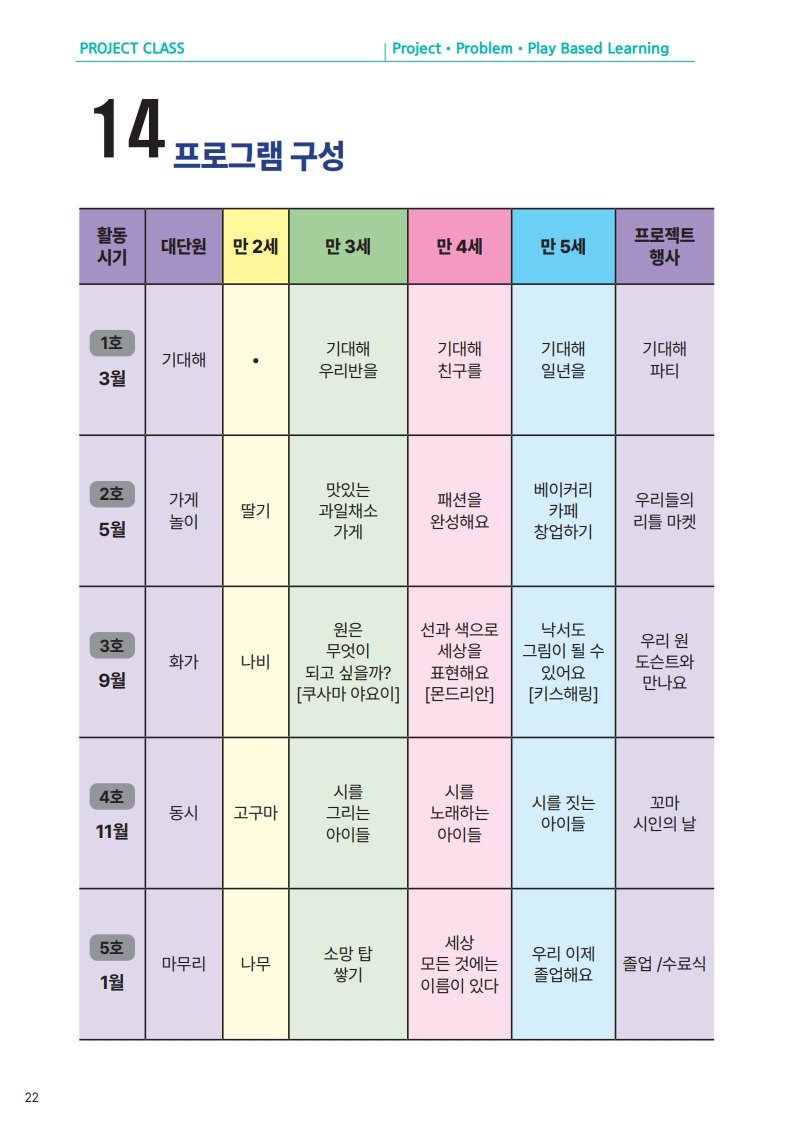 PROJECT CLASS
Project • Problem • Play Based Learning
14 프로그램 구성
활동
시기
대단원
만 2세
만 3세
만 4세
만 5세
프로젝트
행사
1호
3월
기대해
•
기대해
우리반을
기대해
친구를
기대해
일년을
기대해
파티
2호
5월
가게
놀이
딸기
맛있는
과일채소
가게
패션을
완성해요
베이커리
카페
창업하기
우리들의
리틀 마켓
3호
9월
화가
나비
원은
무엇이
되고 싶을까?
[쿠사마 야요이]
선과 색으로
세상을
표현해요
[몬드리안]
낙서도
그림이 될 수
있어요
[키스해링]
우리 원
도슨트와
만나요
4호
11월
동시
고구마
시를
그리는
아이들
시를
노래하는
아이들
시를 짓는
아이들
꼬마
시인의 날
5호
1월
마무리
나무
소망 탑
쌓기
세상
모든 것에는
이름이 있다
우리 이제
졸업해요
졸업 /수료식
22